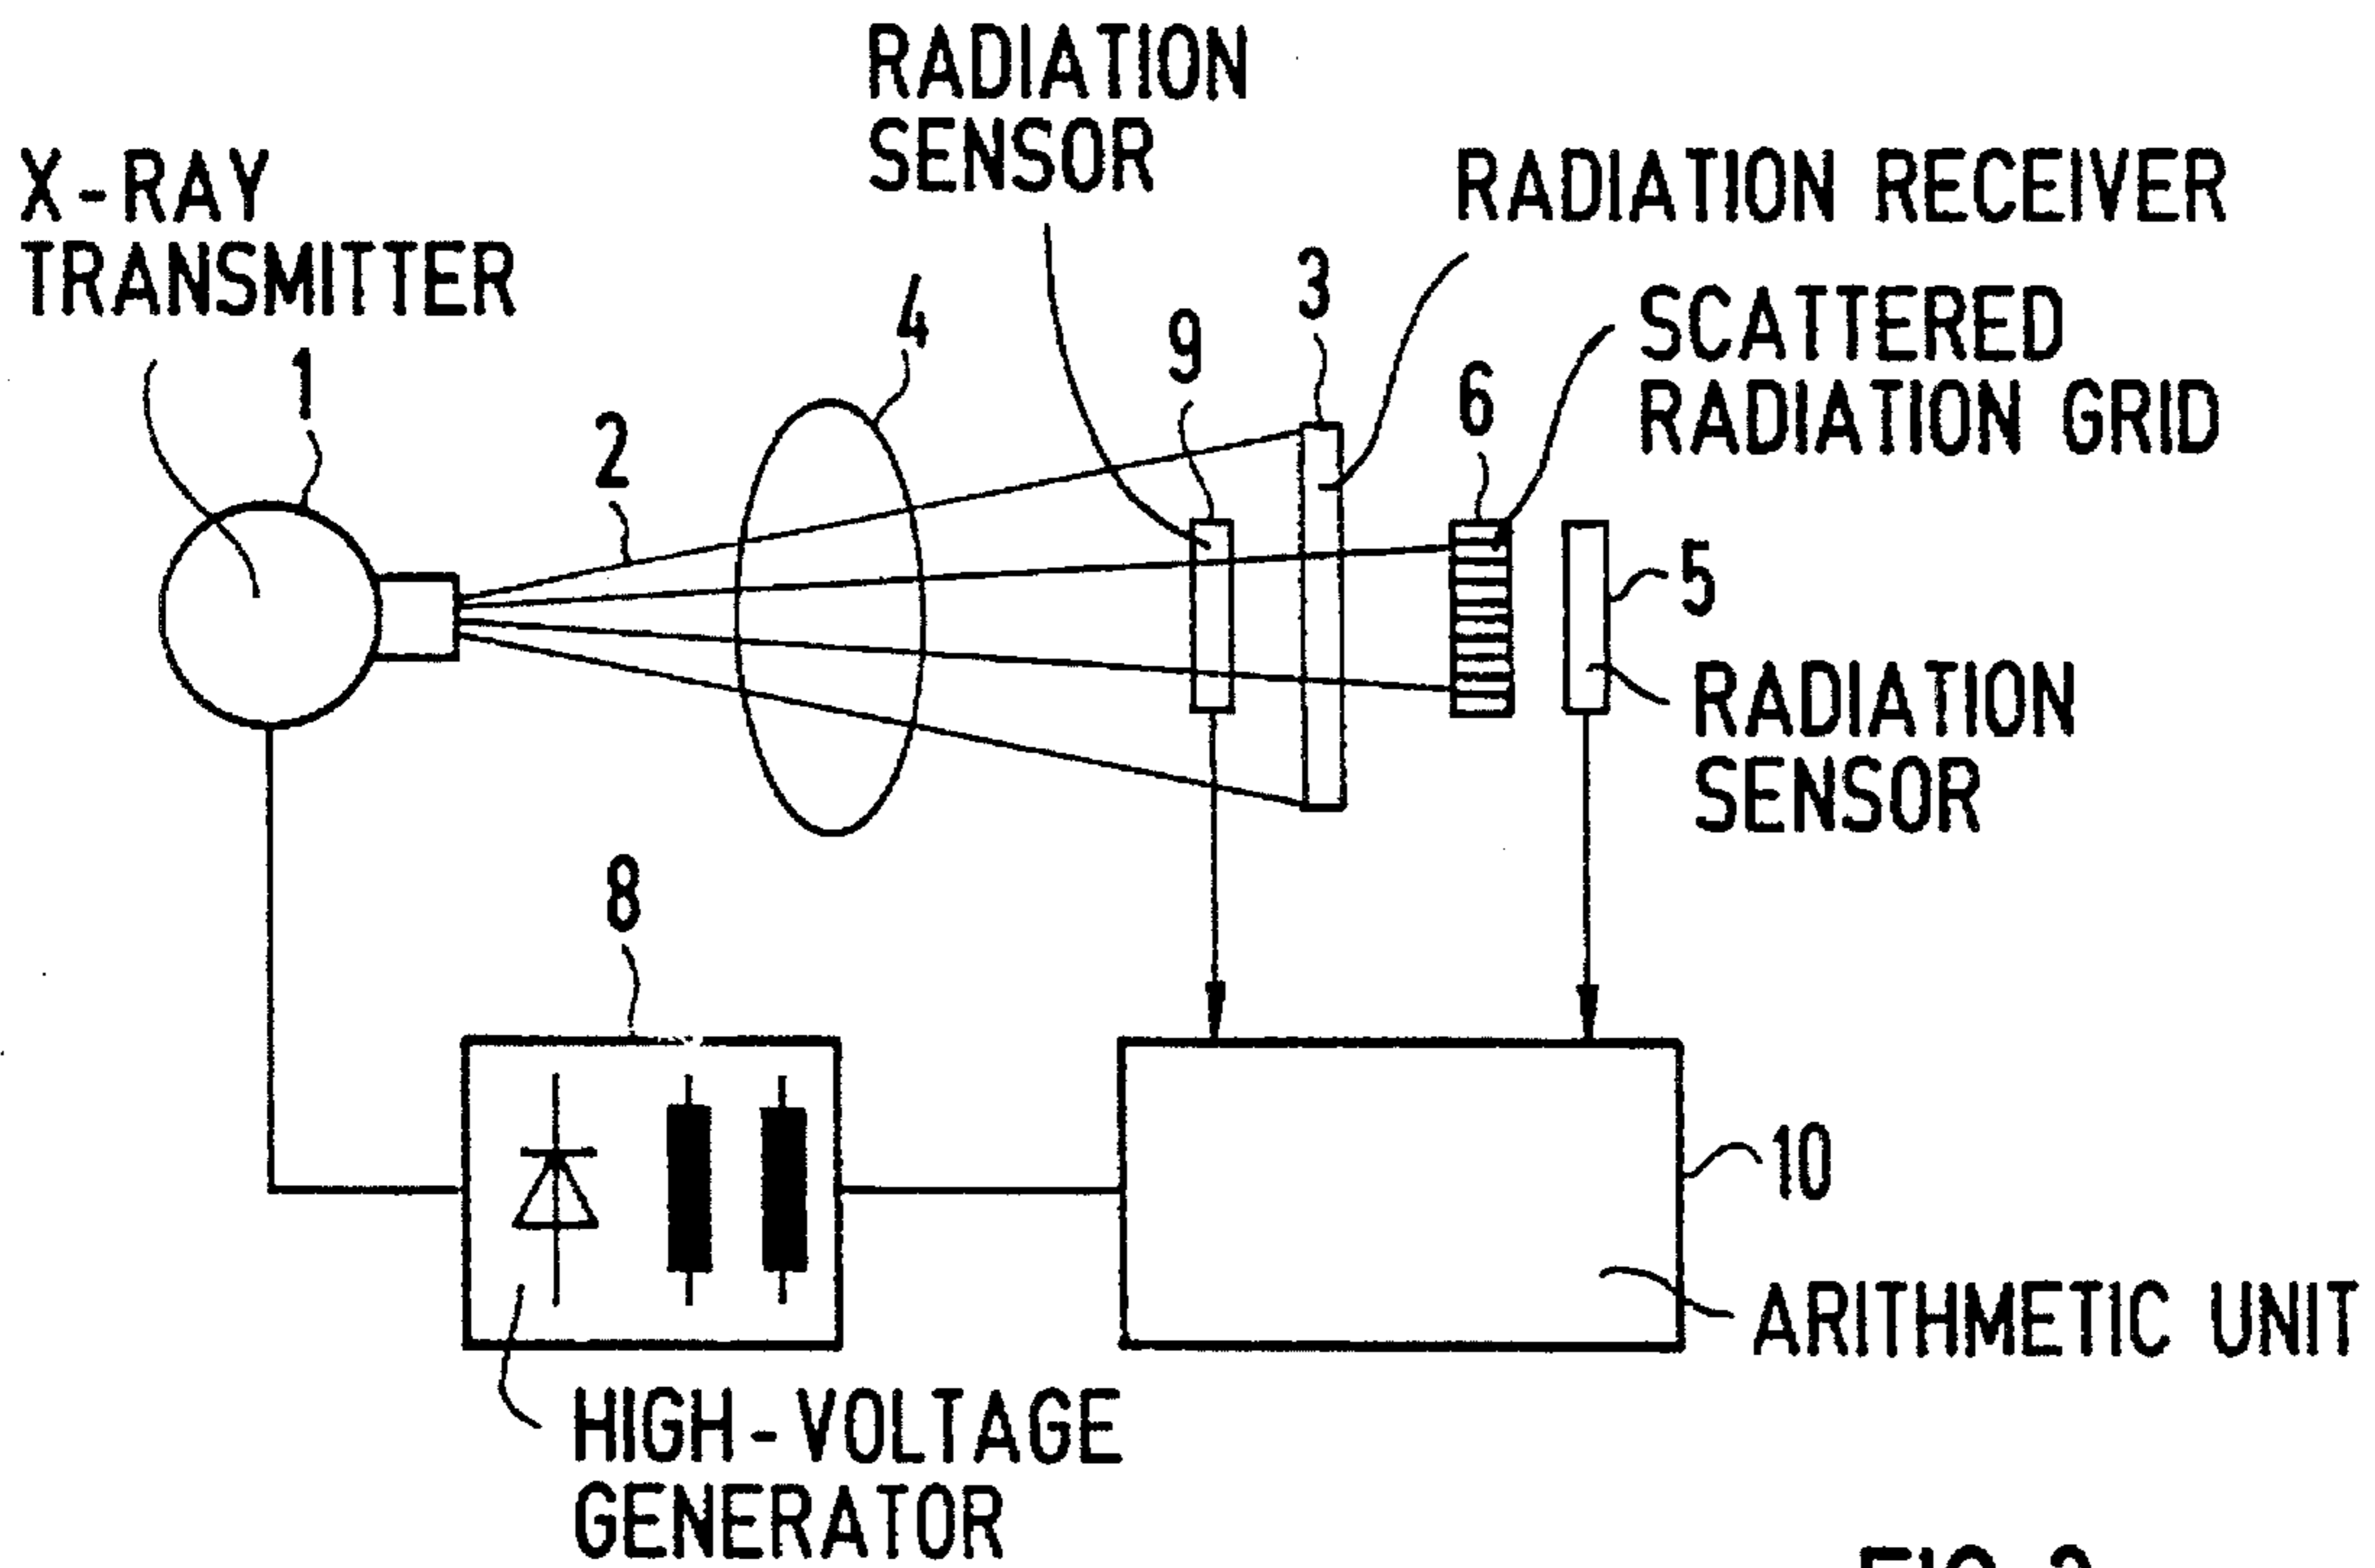 RADIATION
SENSOR
X-RAY
TRANSMITTER
RADIATION RECEIVER
SCATTERED
RADIATION GRID
1
2
4
9
3
6
5
RADIATION
SENSOR
8
10
ARITHMETIC UNIT
HIGH-VOLTAGE
GENERATOR